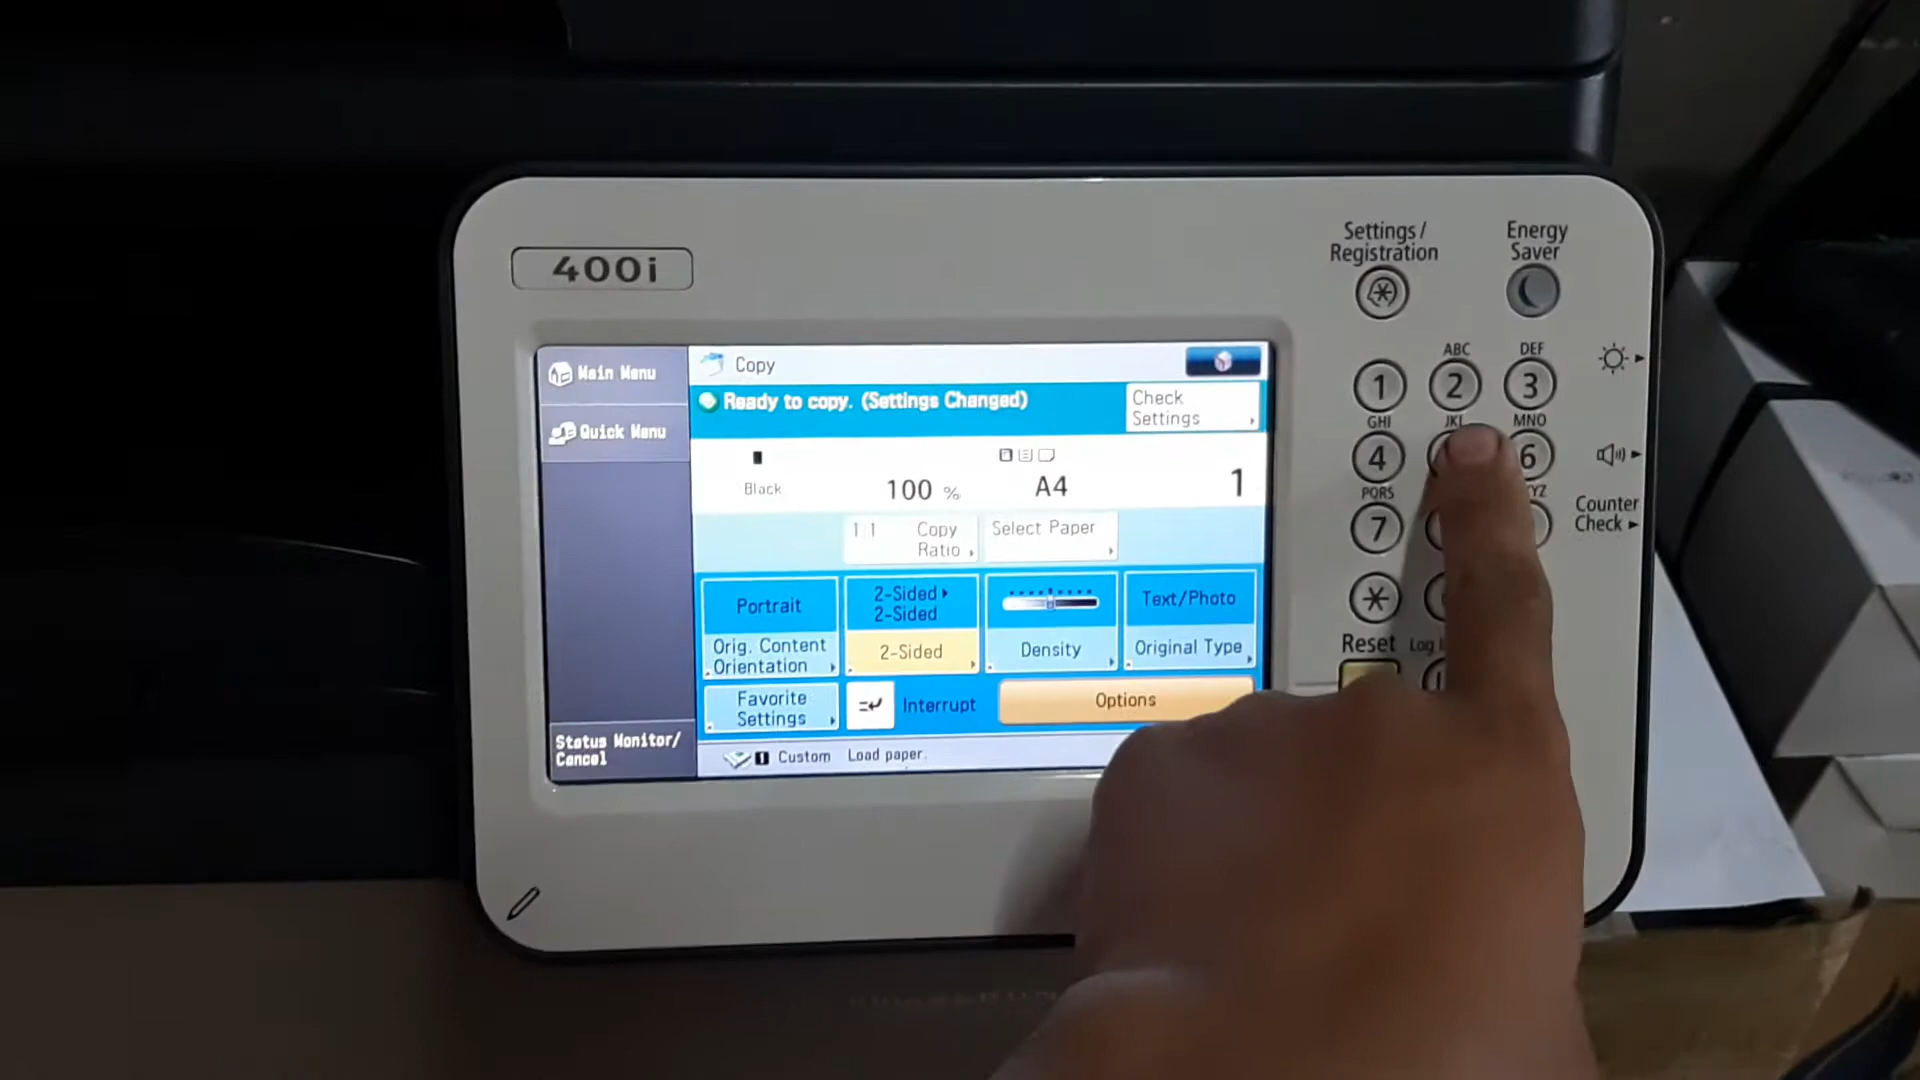 400i
Settings / Registration
Energy Saver
Main Menu
Copy
Quick Menu
Ready to copy. (Settings Changed)
Check Settings
Black
100 %
A4
1
1:1 Copy Ratio
Select Paper
Portrait
Orig. Content Orientation
2-Sided 2-Sided
2-Sided
Density
Text/Photo
Original Type
Favorite Settings
Interrupt
Options
Status Monitor/ Cancel
1 Custom Load paper.
ABC
DEF
1
2
3
GHI
JKL
MNO
4
6
PQRS
7
Counter Check
Reset